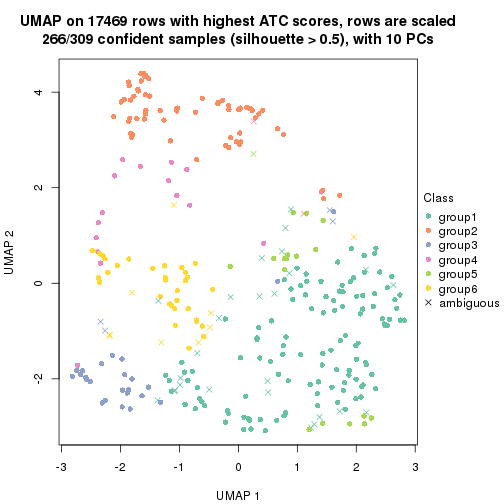 UMAP on 17469 rows with highest ATC scores, rows are scaled
266/309 confident samples (silhouette > 0.5), with 10 PCs
4
2
0
-2
UMAP 2
-3
-2
-1
0
1
2
3
UMAP 1
Class
group1
group2
group3
group4
group5
group6
ambiguous